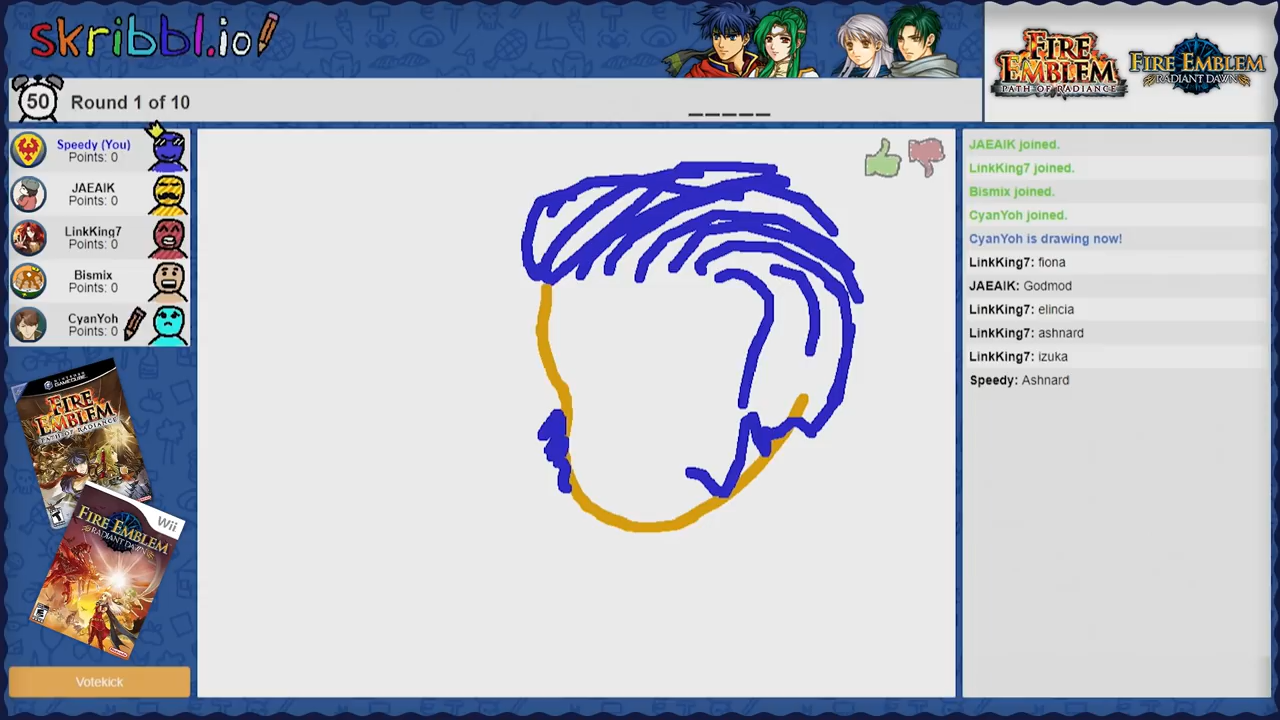 skribbl.io
FIRE EMBLEM
PATH OF RADIANCE
FIRE EMBLEM
RADIANT DAWN
50
Round 1 of 10
_____
Speedy (You)
Points: 0
JAEAIK
Points: 0
LinkKing7
Points: 0
Bismix
Points: 0
CyanYoh
Points: 0
JAEAIK joined.
LinkKing7 joined.
Bismix joined.
CyanYoh joined.
CyanYoh is drawing now!
LinkKing7: fiona
JAEAIK: Godmod
LinkKing7: elincia
LinkKing7: ashnard
LinkKing7: izuka
Speedy: Ashnard
FIRE
EMBLEM
T
Wii
FIRE EMBLEM
RADIANT DAWN
Votekick